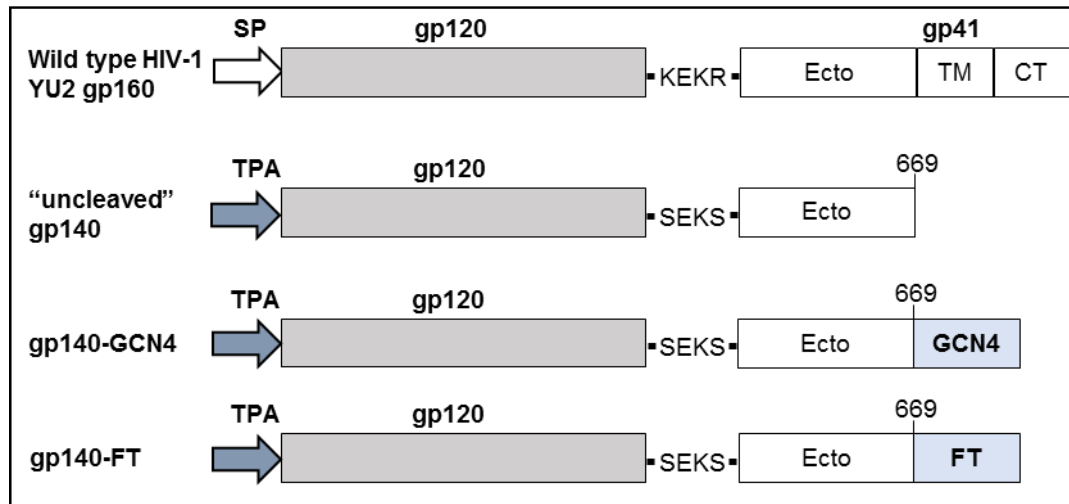 SP gp120 gp41
Wild type HIV-1
YU2 gp160
KEKR Ecto TM CT
TPA gp120 669
"uncleaved"
gp140
SEKS Ecto
TPA gp120 669
gp140-GCN4 SEKS Ecto GCN4
TPA gp120 669
gp140-FT SEKS Ecto FT